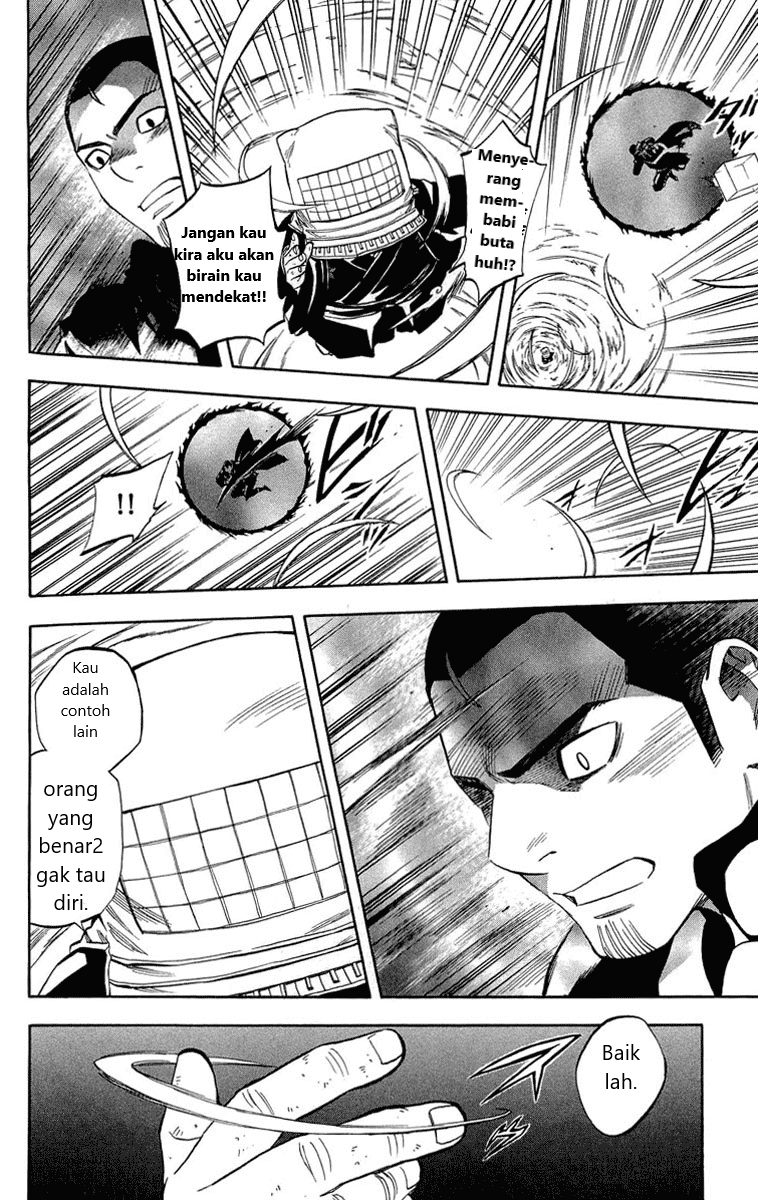 Menye-
rang
mem-
babi
buta
huh!?
Jangan kau
kira aku akan
birain kau
mendekat!!
!!
Kau
adalah
contoh
lain
orang
yang
benar2
gak tau
diri.
Baik
lah.